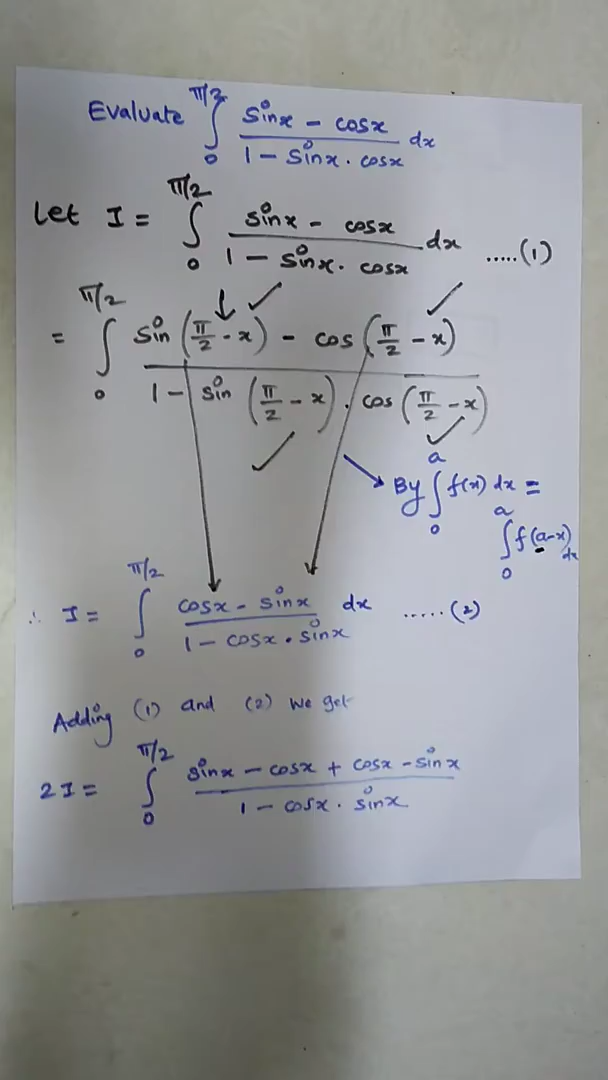 Evaluate ∫₀^{π/2} (sinx - cosx)/(1 - sinx · cosx) dx
Let I = ∫₀^{π/2} (sinx - cosx)/(1 - sinx · cosx) dx .....(1)
= ∫₀^{π/2} (sin(π/2 - x) - cos(π/2 - x))/(1 - sin(π/2 - x) · cos(π/2 - x))
By ∫₀^a f(x) dx =
∫₀^a f(a-x) dx
∴ I = ∫₀^{π/2} (cosx - sinx)/(1 - cosx · sinx) dx .....(2)
Adding (1) and (2) we get
2I = ∫₀^{π/2} (sinx - cosx + cosx - sinx)/(1 - cosx · sinx)